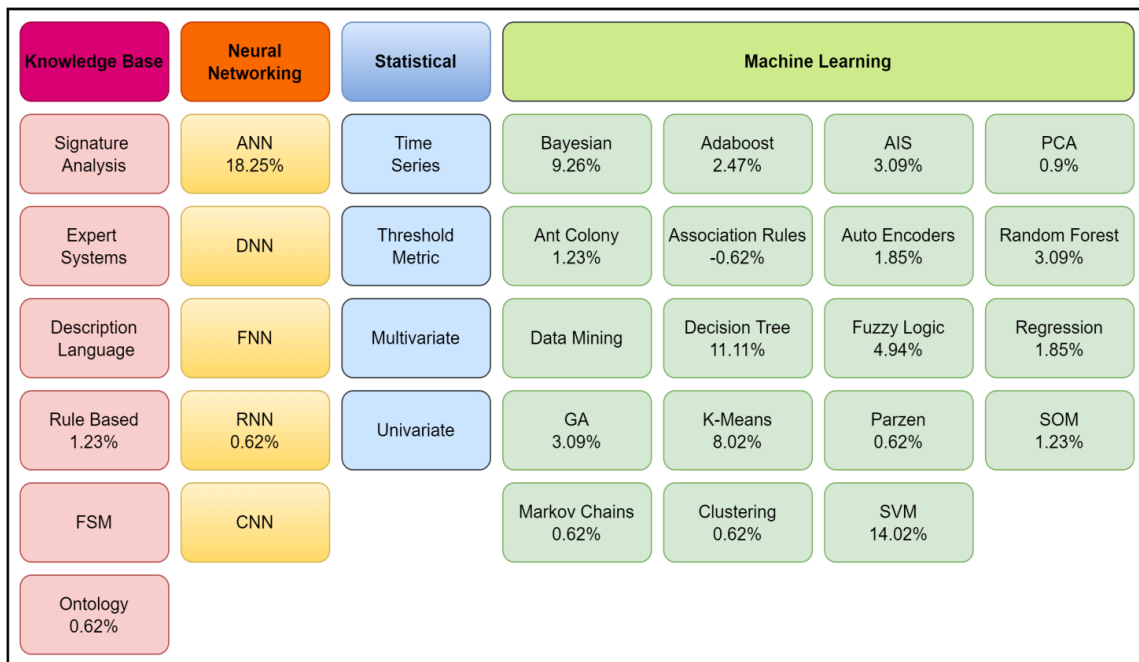 Knowledge Base
Neural
Networking
Statistical
Machine Learning
Signature
Analysis
ANN
18.25%
Time
Series
Bayesian
9.26%
Adaboost
2.47%
AIS
3.09%
PCA
0.9%
Expert
Systems
DNN
Threshold
Metric
Ant Colony
1.23%
Association Rules
-0.62%
Auto Encoders
1.85%
Random Forest
3.09%
Description
Language
FNN
Multivariate
Data Mining
Decision Tree
11.11%
Fuzzy Logic
4.94%
Regression
1.85%
Rule Based
1.23%
RNN
0.62%
Univariate
GA
3.09%
K-Means
8.02%
Parzen
0.62%
SOM
1.23%
FSM
CNN
Markov Chains
0.62%
Clustering
0.62%
SVM
14.02%
Ontology
0.62%